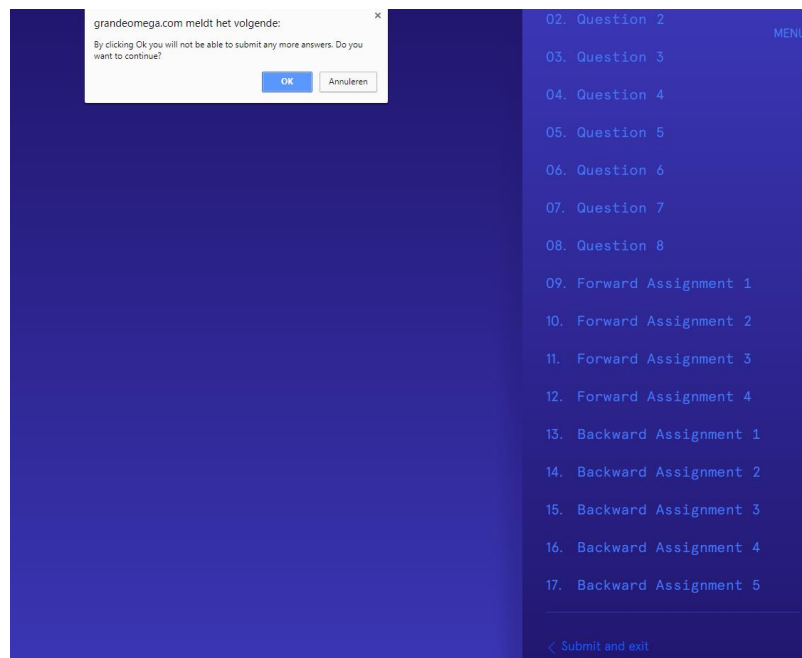 grandeomega.com meldt het volgende:
By clicking Ok you will not be able to submit any more answers. Do you
want to continue?
OK
Annuleren
02. Question 2
MENU
03. Question 3
04. Question 4
05. Question 5
06. Question 6
07. Question 7
08. Question 8
09. Forward Assignment 1
10. Forward Assignment 2
11. Forward Assignment 3
12. Forward Assignment 4
13. Backward Assignment 1
14. Backward Assignment 2
15. Backward Assignment 3
16. Backward Assignment 4
17. Backward Assignment 5
Submit and exit